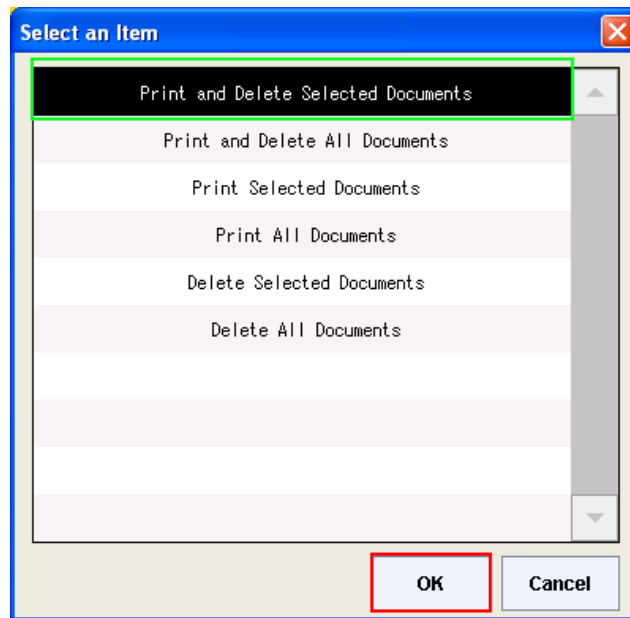 Select an Item
Print and Delete Selected Documents
Print and Delete All Documents
Print Selected Documents
Print All Documents
Delete Selected Documents
Delete All Documents
OK Cancel